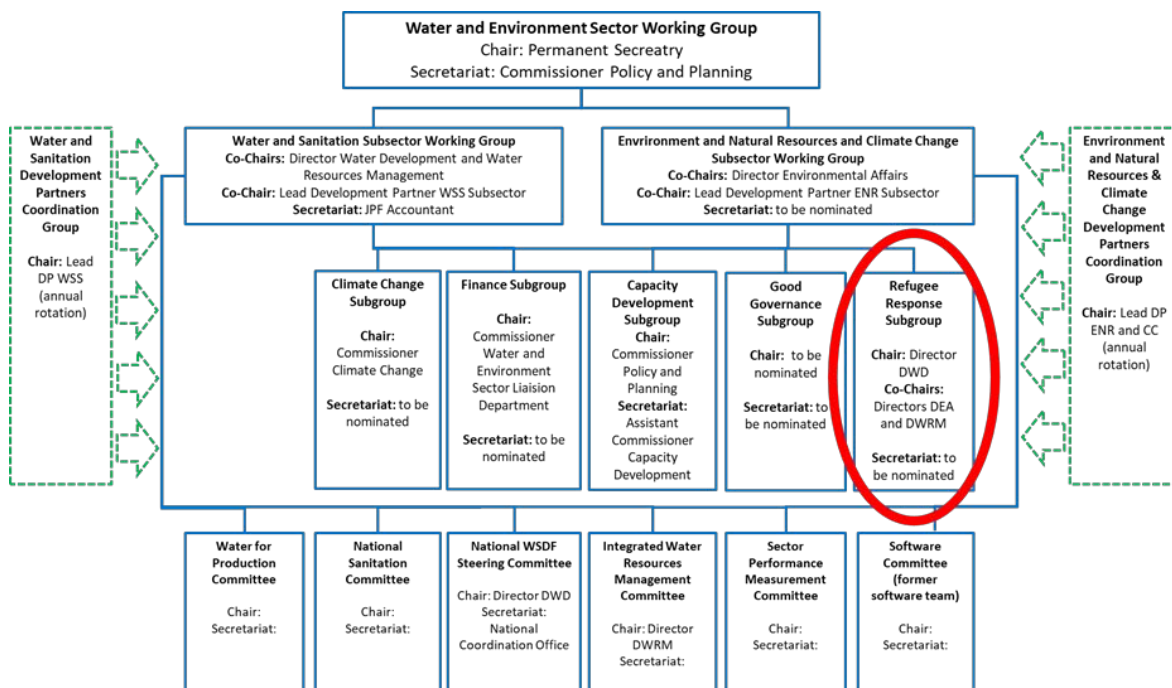 Water and Environment Sector Working Group
Chair: Permanent Secreatry
Secretariat: Commissioner Policy and Planning
Water and
Sanitation
Development
Partners
Coordination
Group
Chair: Lead
DP WSS
(annual
rotation)
Water and Sanitation Subsector Working Group
Co-Chairs: Director Water Development and Water
Resources Management
Co-Chair: Lead Development Partner WSS Subsector
Secretariat: JPF Accountant
Environment and Natural Resources and Climate Change
Subsector Working Group
Co-Chairs: Director Environmental Affairs
Co-Chair: Lead Development Partner ENR Subsector
Secretariat: to be nominated
Environment
and Natural
Resources &
Climate
Change
Development
Partners
Coordination
Group
Chair: Lead DP
ENR and CC
(annual
rotation)
Climate Change
Subgroup
Chair:
Commissioner
Climate Change
Secretariat: to be
nominated
Finance Subgroup
Chair:
Commissioner
Water and
Environment
Sector Liaision
Department
Secretariat: to be
nominated
Capacity
Development
Subgroup
Chair:
Commissioner
Policy and
Planning
Secretariat:
Assistant
Commissioner
Capacity
Development
Good
Governance
Subgroup
Chair: to be
nominated
Secretariat: to
be nominated
Refugee
Response
Subgroup
Chair: Director
DWD
Co-Chairs:
Directors DEA
and DWRM
Secretariat: to
be nominated
Water for
Production
Committee
Chair:
Secretariat:
National
Sanitation
Committee
Chair:
Secretariat:
National WSDF
Steering Committee
Chair: Director DWD
Secretariat:
National
Coordination Office
Integrated Water
Resources
Management
Committee
Chair: Director
DWRM
Secretariat:
Sector
Performance
Measurement
Committee
Chair:
Secretariat:
Software
Committee
(former
software team)
Chair:
Secretariat: